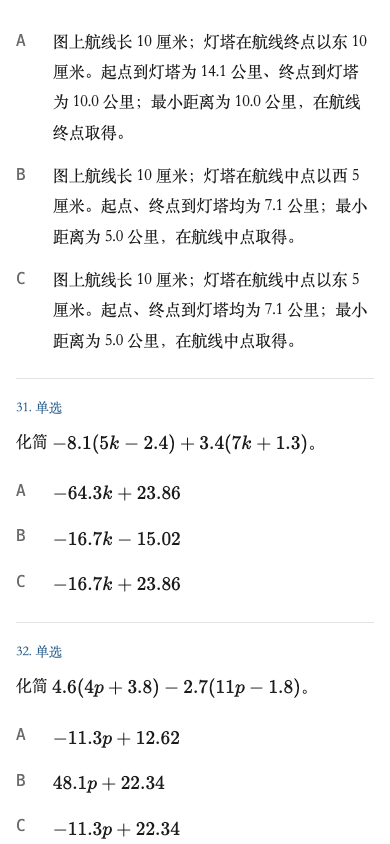 A 图上航线长 10 厘米；灯塔在航线终点以东 10
厘米。起点到灯塔为 14.1 公里、终点到灯塔
为 10.0 公里；最小距离为 10.0 公里，在航线
终点取得。
B 图上航线长 10 厘米；灯塔在航线中点以西 5
厘米。起点、终点到灯塔均为 7.1 公里；最小
距离为 5.0 公里，在航线中点取得。
C 图上航线长 10 厘米；灯塔在航线中点以东 5
厘米。起点、终点到灯塔均为 7.1 公里；最小
距离为 5.0 公里，在航线中点取得。
31. 单选
化简 −8.1(5k − 2.4) + 3.4(7k + 1.3)。
A −64.3k + 23.86
B −16.7k − 15.02
C −16.7k + 23.86
32. 单选
化简 4.6(4p + 3.8) − 2.7(11p − 1.8)。
A −11.3p + 12.62
B 48.1p + 22.34
C −11.3p + 22.34